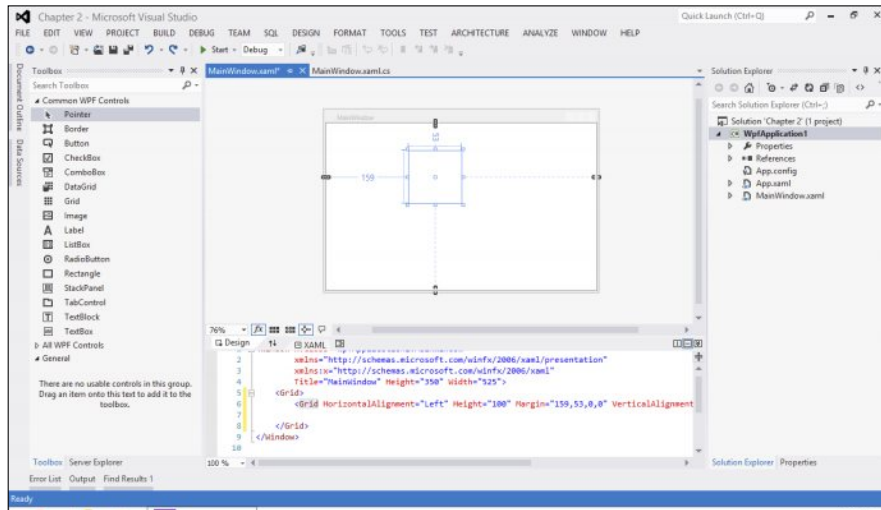 Chapter 2 - Microsoft Visual Studio
Quick Launch (Ctrl+Q)
FILE EDIT VIEW PROJECT BUILD DEBUG TEAM SQL DESIGN FORMAT TOOLS TEST ARCHITECTURE ANALYZE WINDOW HELP
Start Debug
Document Outline
Data Sources
Toolbox
Search Toolbox
Common WPF Controls
Pointer
Border
Button
CheckBox
ComboBox
DataGrid
Grid
Image
Label
ListBox
RadioButton
Rectangle
StackPanel
TabControl
TextBlock
TextBox
All WPF Controls
General
There are no usable controls in this group.
Drag an item onto this text to add it to the
toolbox.
Toolbox Server Explorer
MainWindow.xaml* MainWindow.xaml.cs
MainWindow
53
159
76%
Design XAML
2 xmlns="http://schemas.microsoft.com/winfx/2006/xaml/presentation"
3 xmlns:x="http://schemas.microsoft.com/winfx/2006/xaml"
4 Title="MainWindow" Height="350" Width="525">
5 <Grid>
6 <Grid HorizontalAlignment="Left" Height="100" Margin="159,53,0,0" VerticalAlignment
7
8 </Grid>
9 </Window>
10
100 %
Solution Explorer
Search Solution Explorer (Ctrl+;)
Solution 'Chapter 2' (1 project)
WpfApplication1
Properties
References
App.config
App.xaml
MainWindow.xaml
Solution Explorer Properties
Error List Output Find Results 1
Ready